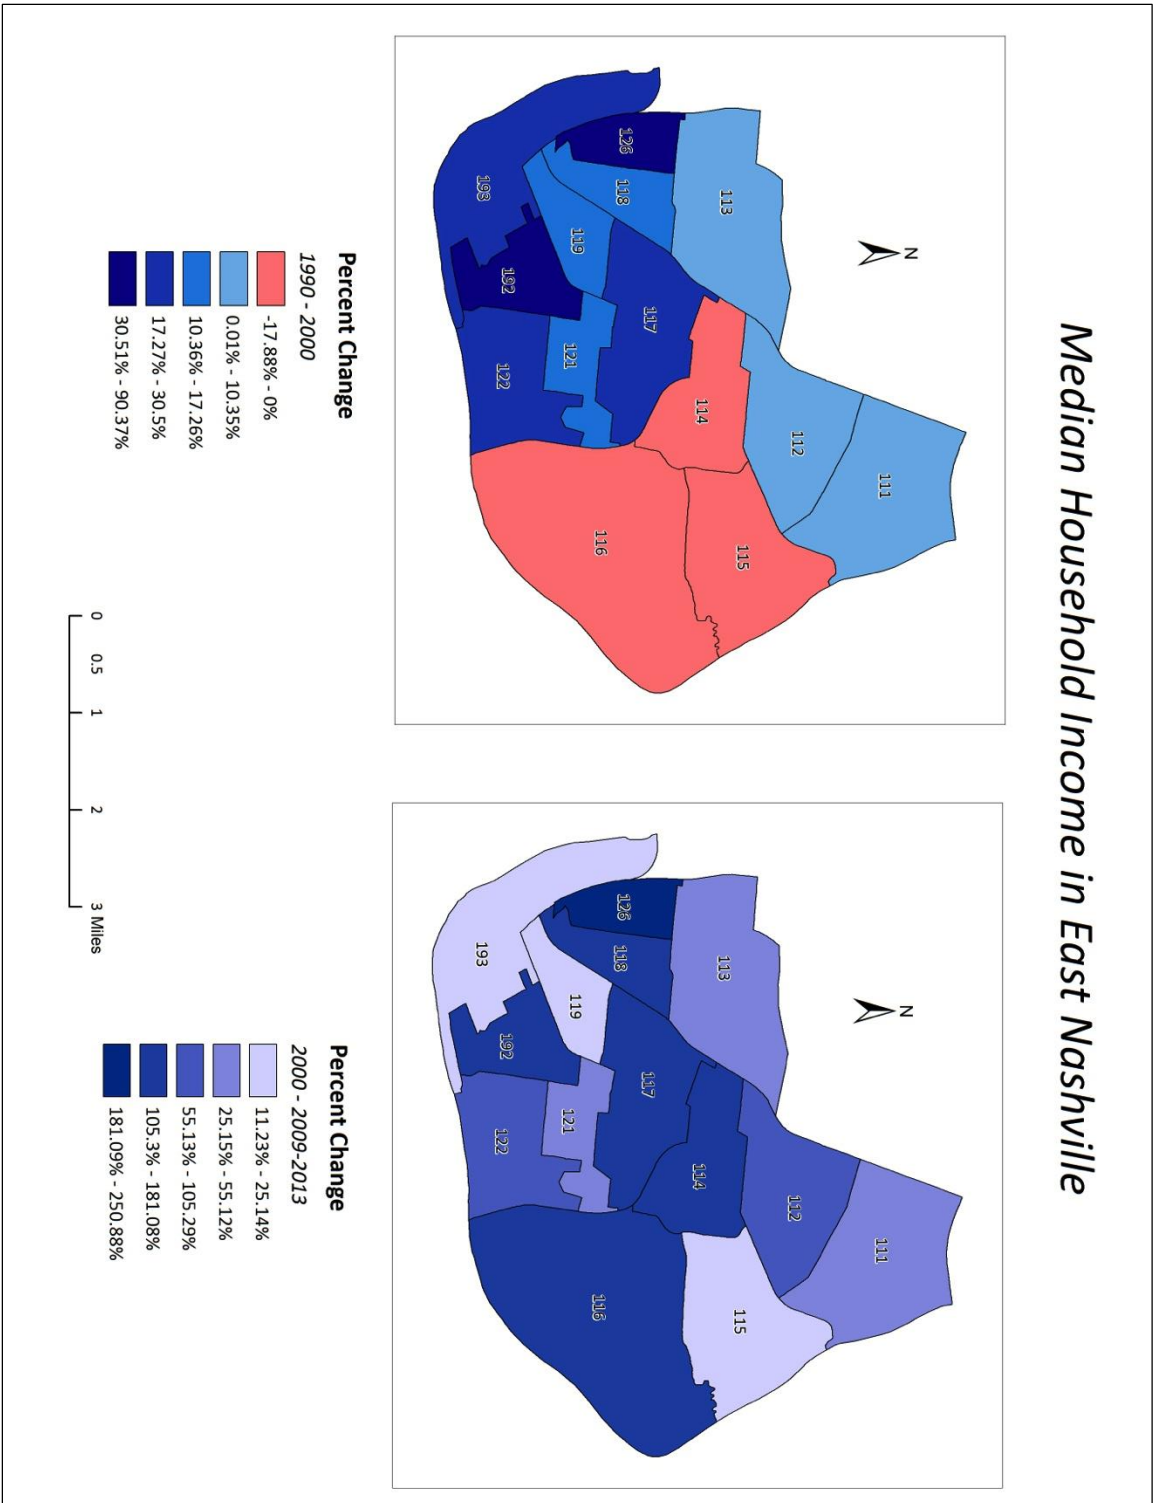 Median Household Income in East Nashville
N
111
113
112
126
118
114
115
117
119
121
116
193
192
122
Percent Change
1990 - 2000
-17.88% - 0%
0.01% - 10.35%
10.36% - 17.26%
17.27% - 30.5%
30.51% - 90.37%
N
111
113
112
126
118
114
115
117
119
121
116
193
192
122
Percent Change
2000 - 2009-2013
11.23% - 25.14%
25.15% - 55.12%
55.13% - 105.29%
105.3% - 181.08%
181.09% - 250.88%
0 0.5 1 2 3 Miles